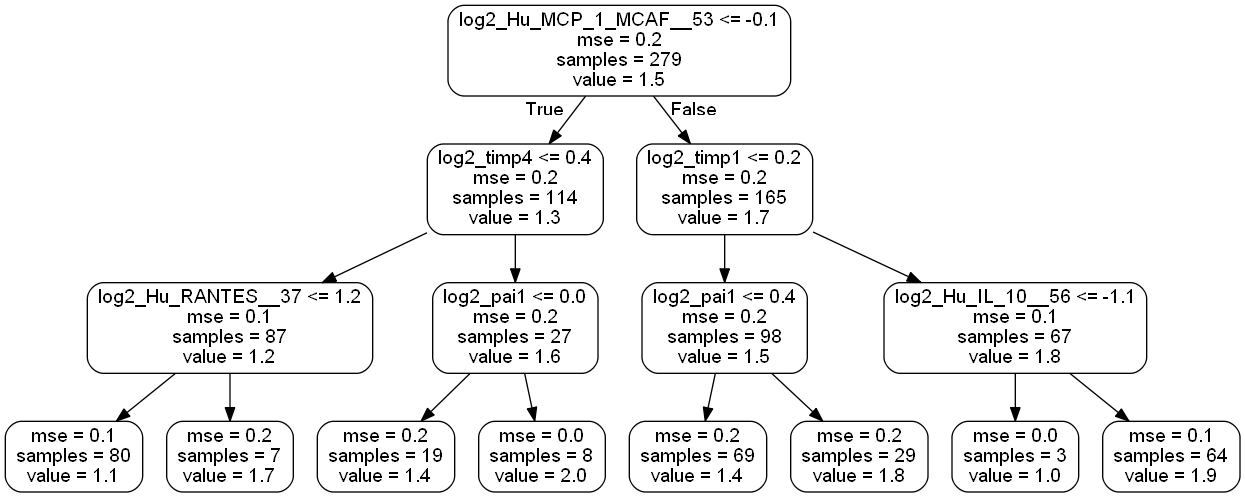 log2_Hu_MCP_1_MCAF__53 <= -0.1
mse = 0.2
samples = 279
value = 1.5
True
False
log2_timp4 <= 0.4
mse = 0.2
samples = 114
value = 1.3
log2_timp1 <= 0.2
mse = 0.2
samples = 165
value = 1.7
log2_Hu_RANTES__37 <= 1.2
mse = 0.1
samples = 87
value = 1.2
log2_pai1 <= 0.0
mse = 0.2
samples = 27
value = 1.6
log2_pai1 <= 0.4
mse = 0.2
samples = 98
value = 1.5
log2_Hu_IL_10__56 <= -1.1
mse = 0.1
samples = 67
value = 1.8
mse = 0.1
samples = 80
value = 1.1
mse = 0.2
samples = 7
value = 1.7
mse = 0.2
samples = 19
value = 1.4
mse = 0.0
samples = 8
value = 2.0
mse = 0.2
samples = 69
value = 1.4
mse = 0.2
samples = 29
value = 1.8
mse = 0.0
samples = 3
value = 1.0
mse = 0.1
samples = 64
value = 1.9